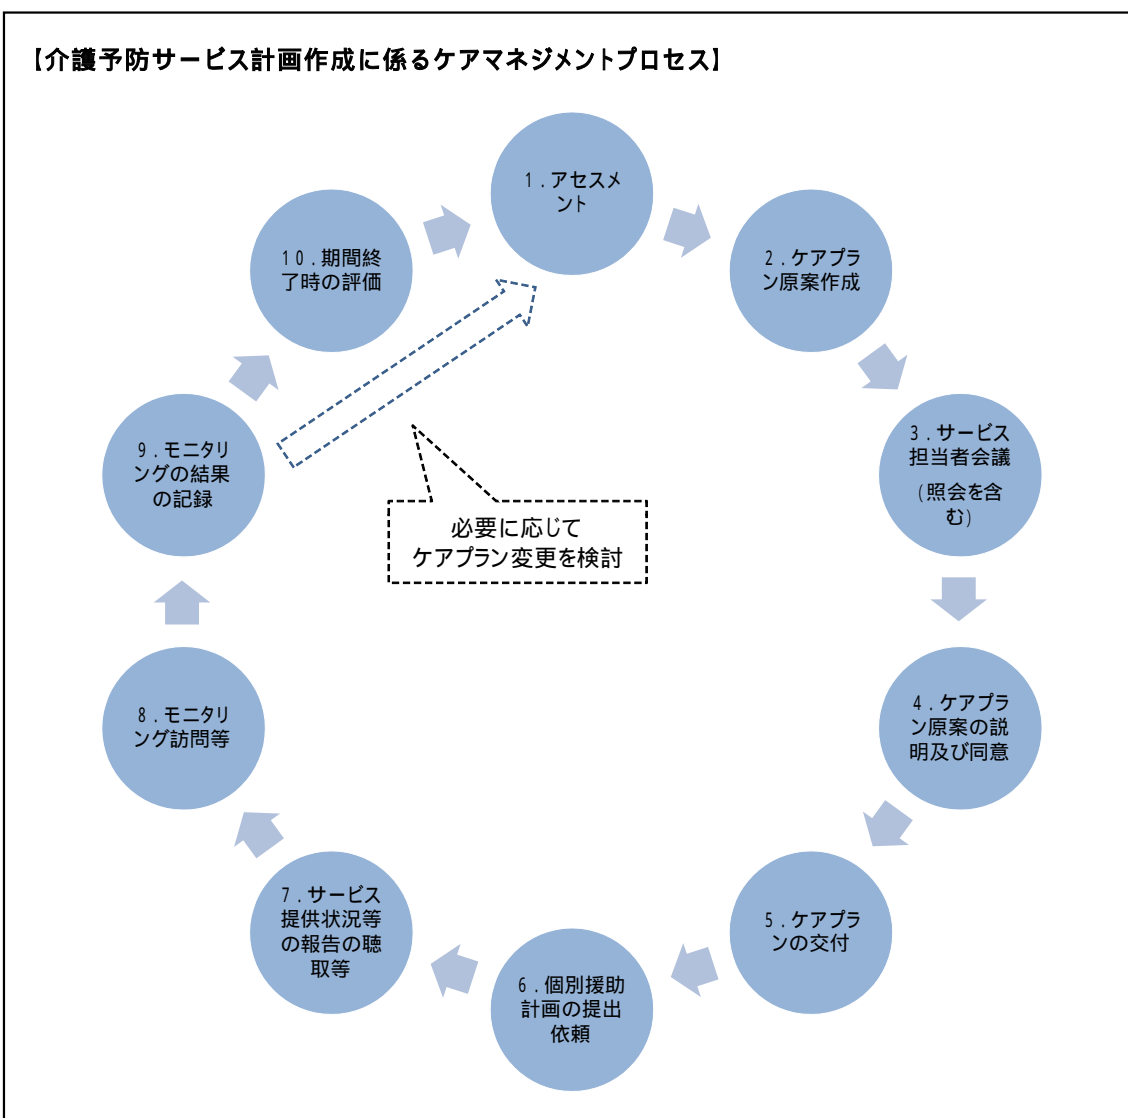 【介護予防サービス計画作成に係るケアマネジメントプロセス】
1．アセスメ
ント
2．ケアプラ
ン原案作成
3．サービス
担当者会議
（照会を含
む）
4．ケアプラ
ン原案の説
明及び同意
5．ケアプラ
ンの交付
6．個別援助
計画の提出
依頼
7．サービス
提供状況等
の報告の聴
取等
8．モニタリ
ング訪問等
9．モニタリ
ングの結果
の記録
10．期間終
了時の評価
必要に応じて
ケアプラン変更を検討